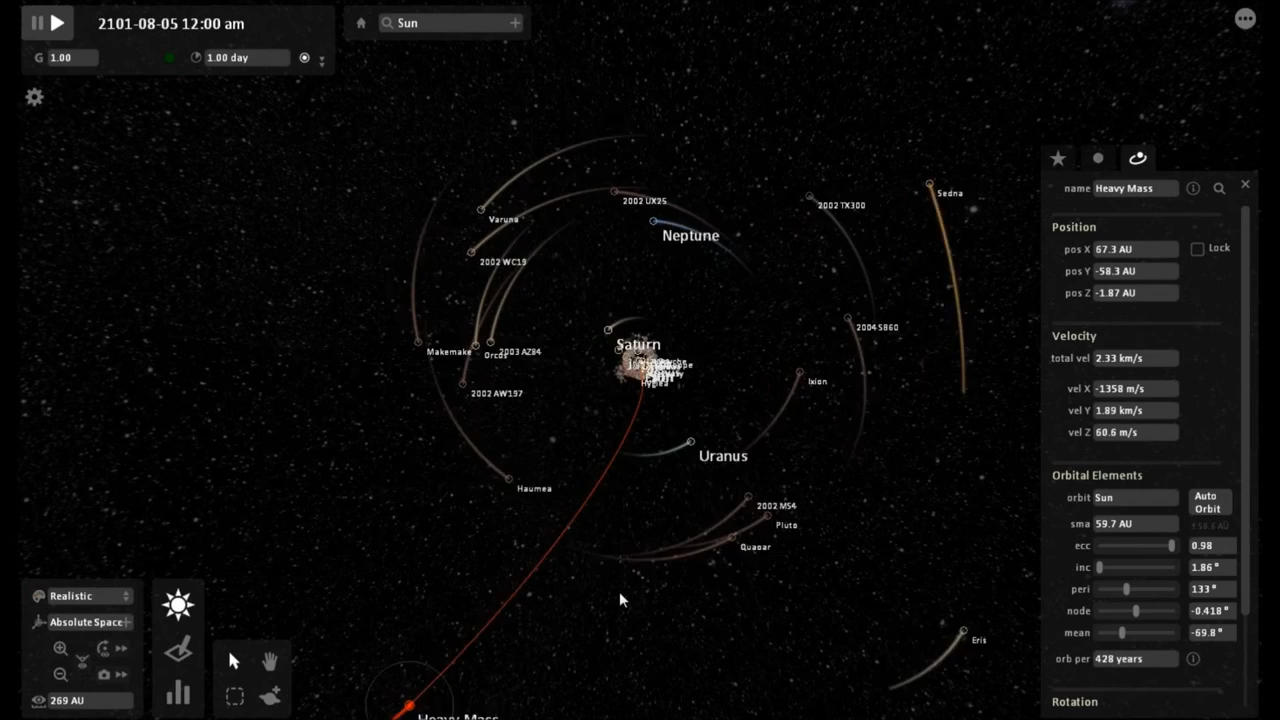 2101-08-05 12:00 am
Sun
G 1.00
1.00 day
Sedna
2002 UX25
2002 TX300
Varuna
Neptune
2002 WC19
2004 SB60
Saturn
Makemake
Orcus
2003 AZ84
Ixion
Hygiea
2002 AW197
Uranus
Haumea
2002 MS4
Pluto
Quaoar
Eris
Heavy Mass
name Heavy Mass
Position
pos X 67.3 AU
Lock
pos Y -58.3 AU
pos Z -1.87 AU
Velocity
total vel 2.33 km/s
vel X -1358 m/s
vel Y 1.89 km/s
vel Z 60.6 m/s
Orbital Elements
orbit Sun
Auto
Orbit
sma 59.7 AU
± 58.6 AU
ecc 0.98
inc 1.86 °
peri 133 °
node -0.418 °
mean -69.8 °
orb per 428 years
Rotation
Realistic
Absolute Space
269 AU